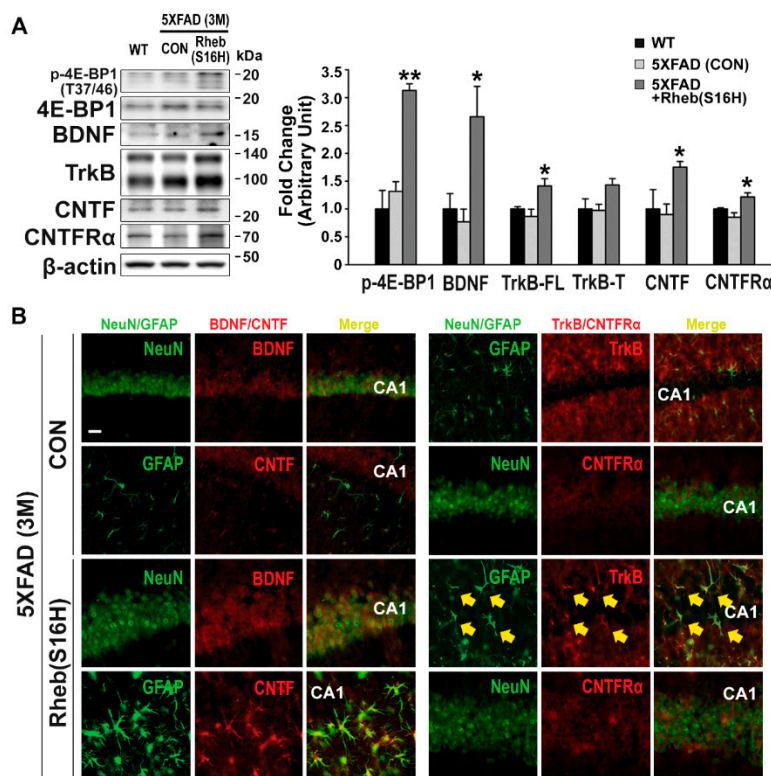 A
5XFAD (3M)
WT
CON
Rheb
(S16H)
kDa
p-4E-BP1
(T37/46)
20
4E-BP1
20
BDNF
15
TrkB
140
100
CNTF
20
CNTFRα
70
β-actin
50
WT
5XFAD (CON)
5XFAD
+Rheb(S16H)
Fold Change
(Arbitrary Unit)
3.5
3.0
2.5
2.0
1.5
1.0
0.5
0
**
*
*
*
*
p-4E-BP1 BDNF TrkB-FL TrkB-T CNTF CNTFRα
B
NeuN/GFAP BDNF/CNTF Merge NeuN/GFAP TrkB/CNTFRα Merge
5XFAD (3M)
CON
NeuN BDNF CA1 GFAP TrkB CA1
GFAP CNTF CA1 NeuN CNTFRα CA1
Rheb(S16H)
NeuN BDNF CA1 GFAP TrkB CA1
GFAP CNTF CA1 NeuN CNTFRα CA1